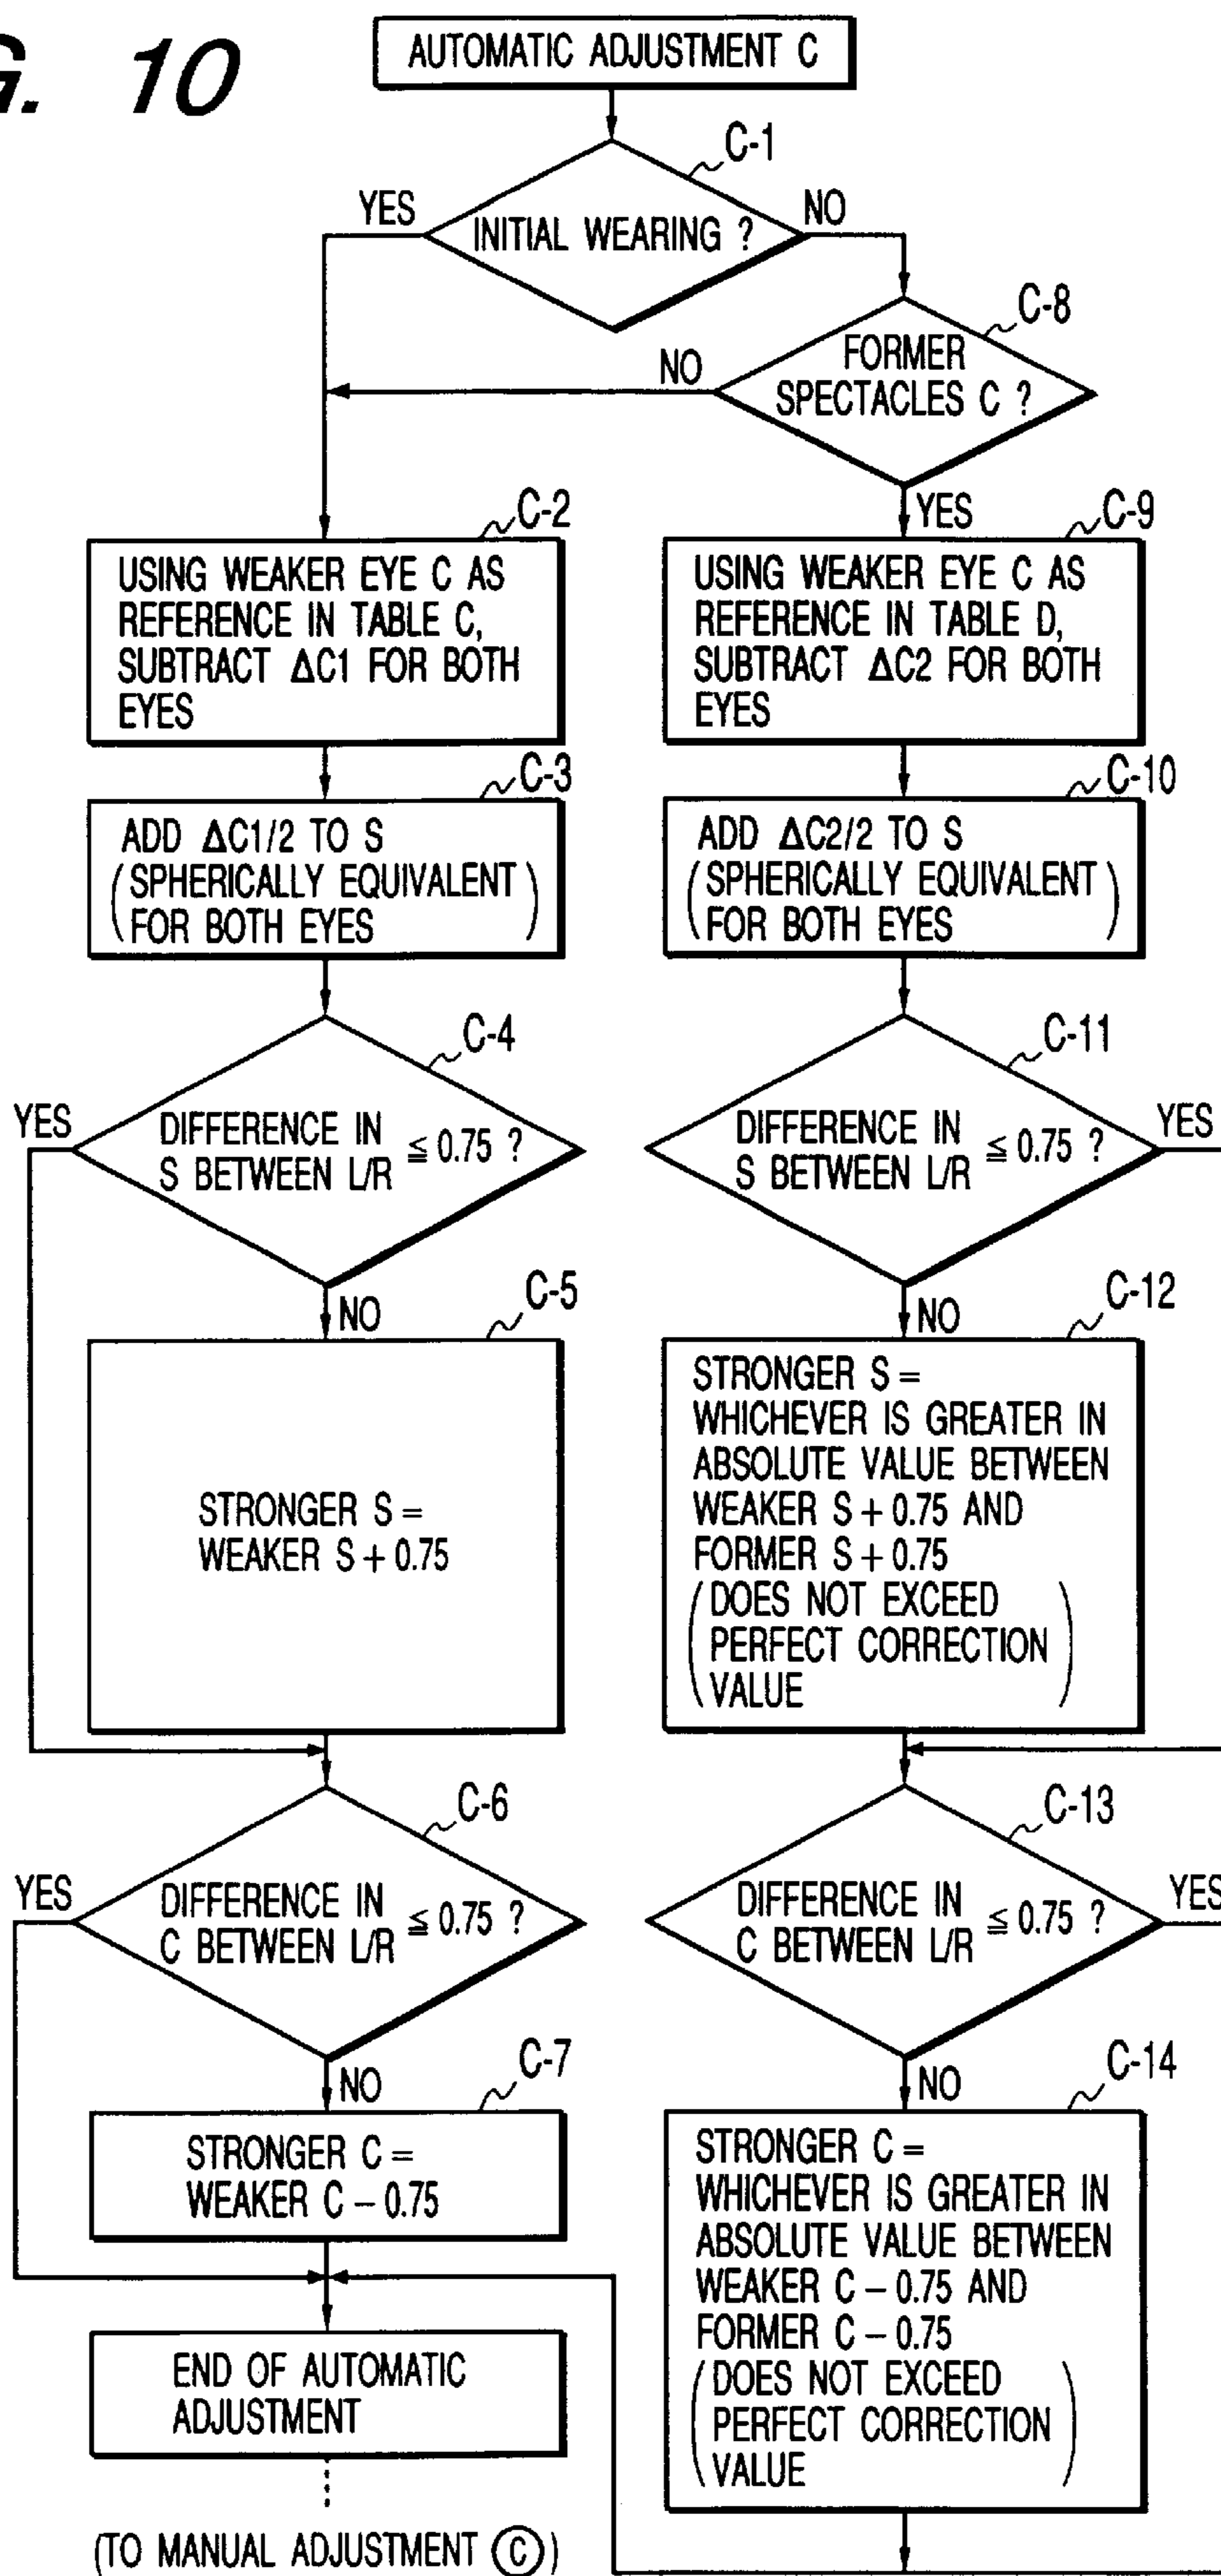 G. 10
AUTOMATIC ADJUSTMENT C
C-1
YES
INITIAL WEARING ?
NO
C-8
FORMER
SPECTACLES C ?
NO
YES
C-2
USING WEAKER EYE C AS
REFERENCE IN TABLE C,
SUBTRACT ΔC1 FOR BOTH
EYES
C-9
USING WEAKER EYE C AS
REFERENCE IN TABLE D,
SUBTRACT ΔC2 FOR BOTH
EYES
C-3
ADD ΔC1/2 TO S
(SPHERICALLY EQUIVALENT
FOR BOTH EYES)
C-10
ADD ΔC2/2 TO S
(SPHERICALLY EQUIVALENT
FOR BOTH EYES)
C-4
YES
DIFFERENCE IN
S BETWEEN L/R ≦ 0.75 ?
NO
C-11
DIFFERENCE IN
S BETWEEN L/R ≦ 0.75 ?
YES
NO
C-5
STRONGER S =
WEAKER S + 0.75
C-12
STRONGER S =
WHICHEVER IS GREATER IN
ABSOLUTE VALUE BETWEEN
WEAKER S + 0.75 AND
FORMER S + 0.75
(DOES NOT EXCEED
PERFECT CORRECTION
VALUE)
C-6
YES
DIFFERENCE IN
C BETWEEN L/R ≦ 0.75 ?
NO
C-13
DIFFERENCE IN
C BETWEEN L/R ≦ 0.75 ?
YES
NO
C-7
STRONGER C =
WEAKER C – 0.75
C-14
STRONGER C =
WHICHEVER IS GREATER IN
ABSOLUTE VALUE BETWEEN
WEAKER C – 0.75 AND
FORMER C – 0.75
(DOES NOT EXCEED
PERFECT CORRECTION
VALUE)
END OF AUTOMATIC
ADJUSTMENT
(TO MANUAL ADJUSTMENT Ⓒ)